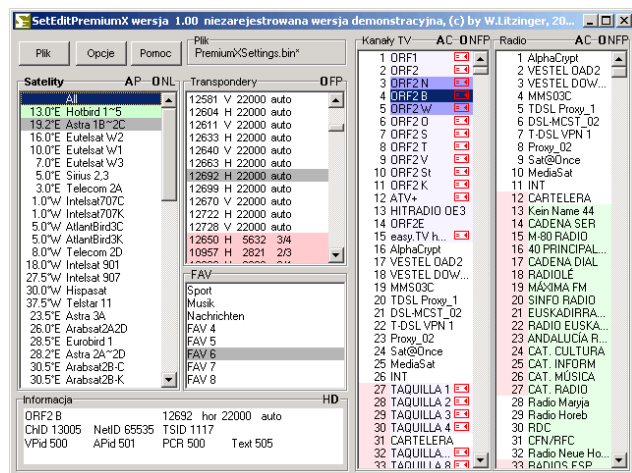 SetEditPremiumX wersja 1.00 niezarejestrowana wersja demonstracyjna, (c) by W.Litzinger, 20...
Plik
Opcje
Pomoc
Plik
PremiumXSettings.bin*
Satelity AP ONL
All
13.0°E Hotbird 1~5
19.2°E Astra 1B~2C
16.0°E Eutelsat W2
10.0°E Eutelsat W1
7.0°E Eutelsat W3
5.0°E Sirius 2,3
3.0°E Telecom 2A
1.0°W Intelsat707C
1.0°W Intelsat707K
5.0°W AtlantBird3C
5.0°W AtlantBird3K
8.0°W Telecom 2D
18.0°W Intelsat 901
27.5°W Intelsat 907
30.0°W Hispasat
37.5°W Telstar 11
23.5°E Astra 3A
26.0°E Arabsat2A2D
28.5°E Eurobird 1
28.2°E Astra 2A~2D
30.5°E Arabsat2B-C
30.5°E Arabsat2B-K
Transpondery OFP
12581 V 22000 auto
12604 H 22000 auto
12611 V 22000 auto
12633 H 22000 auto
12640 V 22000 auto
12663 H 22000 auto
12692 H 22000 auto
12699 H 22000 auto
12670 V 22000 auto
12722 H 22000 auto
12728 V 22000 auto
12650 H 5632 3/4
10957 H 2821 2/3
FAV
Sport
Musik
Nachrichten
FAV 4
FAV 5
FAV 6
FAV 7
FAV 8
Kanały TV AC ONFP
1 ORF1
2 ORF2
3 ORF2 N
4 ORF2 B
5 ORF2 W
6 ORF2 O
7 ORF2 S
8 ORF2 T
9 ORF2 V
10 ORF2 St
11 ORF2 K
12 ATV+
13 HITRADIO OE3
14 ORF2E
15 easy.TV h...
16 AlphaCrypt
17 VESTEL OAD2
18 VESTEL DOW...
19 MMS03C
20 TDSL Proxy_1
21 DSL-MCST_02
22 T-DSL VPN 1
23 Proxy_02
24 Sat@Once
25 MediaSat
26 INT
27 TAQUILLA 1
28 TAQUILLA 2
29 TAQUILLA 3
30 TAQUILLA 4
31 CARTELERA
32 TAQUILLA...
33 TAQUILLA 8
Radio AC ONFP
1 AlphaCrypt
2 VESTEL OAD2
3 VESTEL DOW...
4 MMS03C
5 TDSL Proxy_1
6 DSL-MCST_02
7 T-DSL VPN 1
8 Proxy_02
9 Sat@Once
10 MediaSat
11 INT
12 CARTELERA
13 Kein Name 44
14 CADENA SER
15 M-80 RADIO
16 40 PRINCIPAL...
17 CADENA DIAL
18 RADIOLÉ
19 MÁXIMA FM
20 SINFO RADIO
21 EUSKADIRRA...
22 RADIO EUSKA...
23 ANDALUCÍA R...
24 CAT. CULTURA
25 CAT. INFORM
26 CAT. MÚSICA
27 CAT. RADIO
28 Radio Maryja
29 Radio Horeb
30 RDC
31 CFN/RFC
32 Radio Neue Ho...
33 RADIOS ESP
Informacja HD
ORF2 B 12692 hor 22000 auto
ChID 13005 NetID 65535 TSID 1117
VPid 500 APid 501 PCR 500 Text 505